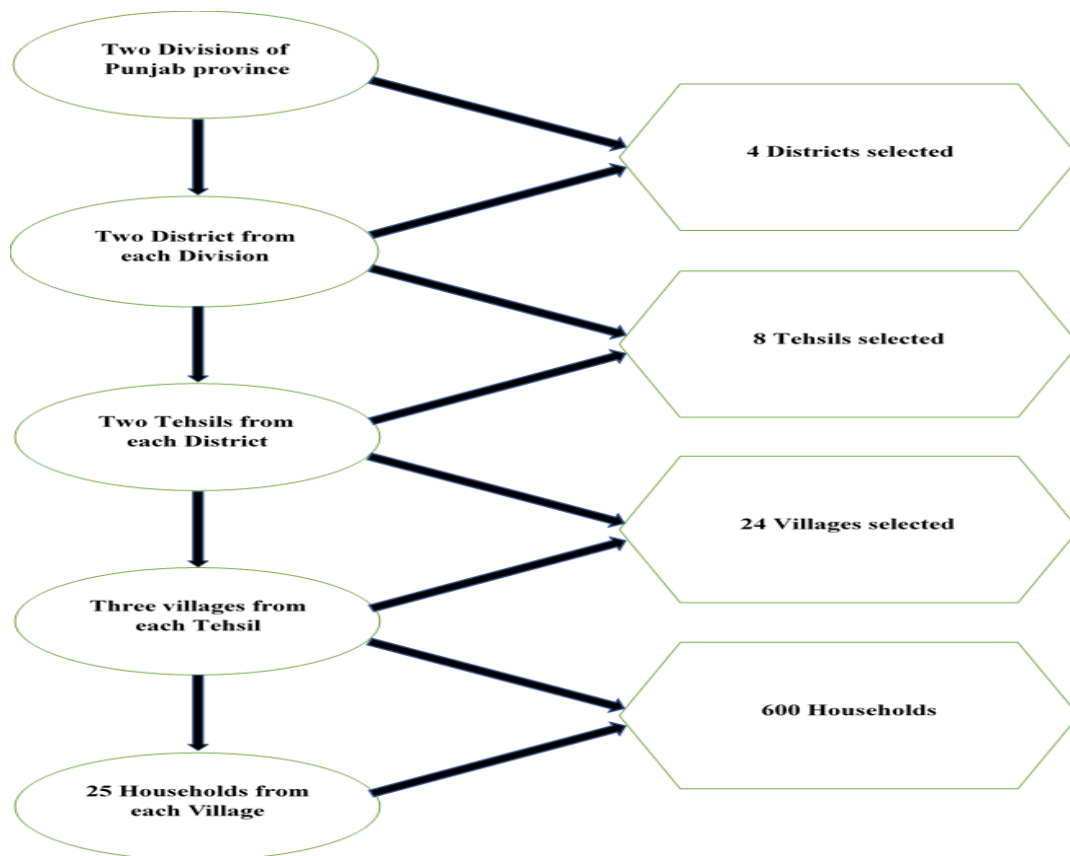 Two Divisions of
Punjab province
4 Districts selected
Two District from
each Division
8 Tehsils selected
Two Tehsils from
each District
24 Villages selected
Three villages from
each Tehsil
600 Households
25 Households from
each Village